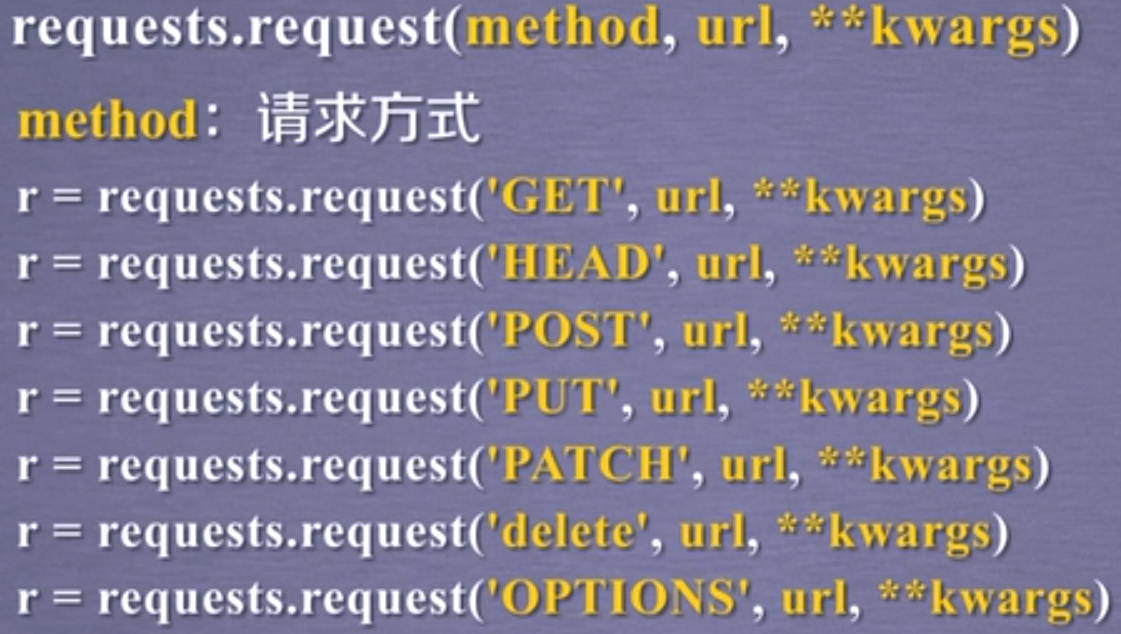 requests.request(method, url, **kwargs)
method：请求方式
r = requests.request('GET', url, **kwargs)
r = requests.request('HEAD', url, **kwargs)
r = requests.request('POST', url, **kwargs)
r = requests.request('PUT', url, **kwargs)
r = requests.request('PATCH', url, **kwargs)
r = requests.request('delete', url, **kwargs)
r = requests.request('OPTIONS', url, **kwargs)